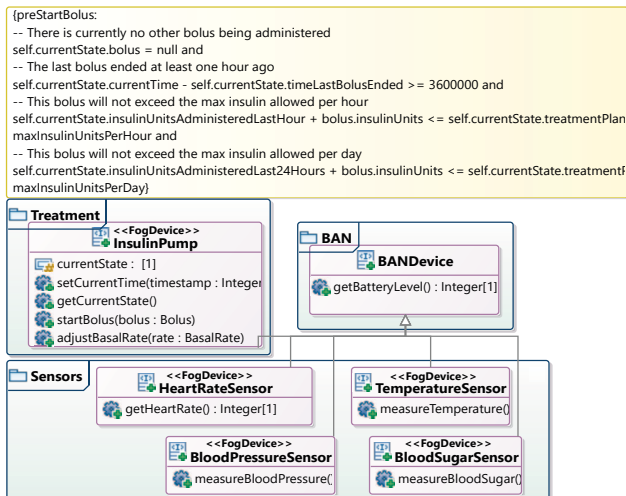 {preStartBolus:
-- There is currently no other bolus being administered
self.currentState.bolus = null and
-- The last bolus ended at least one hour ago
self.currentState.currentTime - self.currentState.timeLastBolusEnded >= 3600000 and
-- This bolus will not exceed the max insulin allowed per hour
self.currentState.insulinUnitsAdministeredLastHour + bolus.insulinUnits <= self.currentState.treatmentPlan
maxInsulinUnitsPerHour and
-- This bolus will not exceed the max insulin allowed per day
self.currentState.insulinUnitsAdministeredLast24Hours + bolus.insulinUnits <= self.currentState.treatmentP
maxInsulinUnitsPerDay}
Treatment
<<FogDevice>>
InsulinPump
currentState : [1]
setCurrentTime(timestamp : Integer
getCurrentState()
startBolus(bolus : Bolus)
adjustBasalRate(rate : BasalRate)
BAN
BANDevice
getBatteryLevel() : Integer[1]
Sensors
<<FogDevice>>
HeartRateSensor
getHeartRate() : Integer[1]
<<FogDevice>>
TemperatureSensor
measureTemperature()
<<FogDevice>>
BloodPressureSensor
measureBloodPressure(
<<FogDevice>>
BloodSugarSensor
measureBloodSugar()